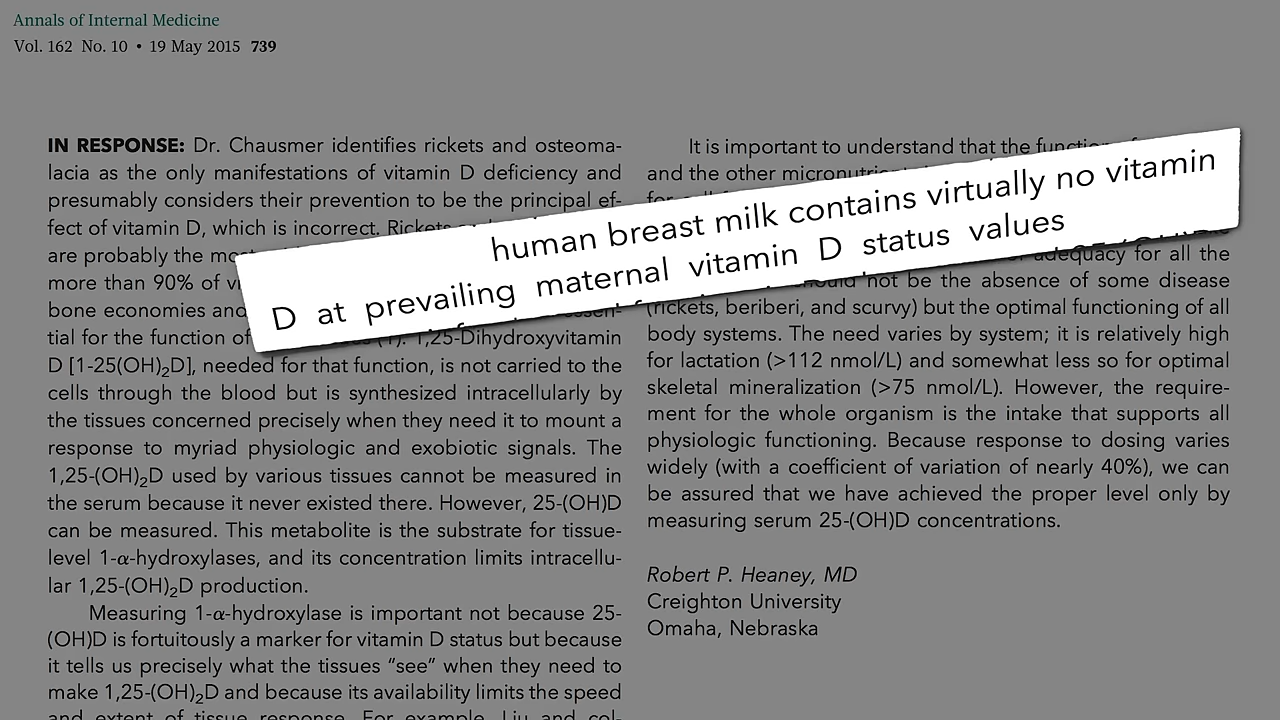 Annals of Internal Medicine
Vol. 162 No. 10 • 19 May 2015 739
human breast milk contains virtually no vitamin
D at prevailing maternal vitamin D status values
IN RESPONSE: Dr. Chausmer identifies rickets and osteoma-
lacia as the only manifestations of vitamin D deficiency and
presumably considers their prevention to be the principal ef-
fect of vitamin D, which is incorrect. Rickets
are probably the
more than 90% of
bone economies and
tial for the function of (1). 1,25-Dihydroxyvitamin
D [1-25(OH)₂D], needed for that function, is not carried to the
cells through the blood but is synthesized intracellularly by
the tissues concerned precisely when they need it to mount a
response to myriad physiologic and exobiotic signals. The
1,25-(OH)₂D used by various tissues cannot be measured in
the serum because it never existed there. However, 25-(OH)D
can be measured. This metabolite is the substrate for tissue-
level 1-α-hydroxylases, and its concentration limits intracellu-
lar 1,25-(OH)₂D production.
Measuring 1-α-hydroxylase is important not because 25-
(OH)D is fortuitously a marker for vitamin D status but because
it tells us precisely what the tissues “see” when they need to
make 1,25-(OH)₂D and because its availability limits the speed
and extent of tissue response. For example, Liu and col-
It is important to understand that the
and the other
adequacy for all the
not be the absence of some disease
(rickets, beriberi, and scurvy) but the optimal functioning of all
body systems. The need varies by system; it is relatively high
for lactation (>112 nmol/L) and somewhat less so for optimal
skeletal mineralization (>75 nmol/L). However, the require-
ment for the whole organism is the intake that supports all
physiologic functioning. Because response to dosing varies
widely (with a coefficient of variation of nearly 40%), we can
be assured that we have achieved the proper level only by
measuring serum 25-(OH)D concentrations.
Robert P. Heaney, MD
Creighton University
Omaha, Nebraska